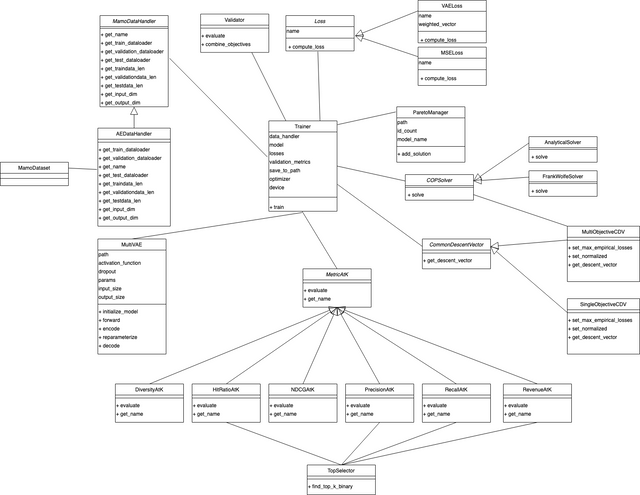 MamoDataHandler
+ get_name
+ get_train_dataloader
+ get_validation_dataloader
+ get_test_dataloader
+ get_traindata_len
+ get_validationdata_len
+ get_testdata_len
+ get_input_dim
+ get_output_dim
Validator
+ evaluate
+ combine_objectives
Loss
name
+ compute_loss
VAELoss
name
weighted_vector
+ compute_loss
MSELoss
name
+ compute_loss
AEDataHandler
+ get_train_dataloader
+ get_validation_dataloader
+ get_name
+ get_test_dataloader
+ get_traindata_len
+ get_validationdata_len
+ get_testdata_len
+ get_input_dim
+ get_output_dim
MamoDataset
Trainer
data_handler
model
losses
validation_metrics
save_to_path
optimizer
device
+ train
ParetoManager
path
id_count
model_name
+ add_solution
COPSolver
+ solve
AnalyticalSolver
+ solve
FrankWolfeSolver
+ solve
MultiVAE
path
activation_function
dropout
params
input_size
output_size
+ initialize_model
+ forward
+ encode
+ reparameterize
+ decode
CommonDescentVector
+ get_descent_vector
MultiObjectiveCDV
+ set_max_empirical_losses
+ set_normalized
+ get_descent_vector
SingleObjectiveCDV
+ set_max_empirical_losses
+ set_normalized
+ get_descent_vector
MetricAtK
+ evaluate
+ get_name
DiversityAtK
+ evaluate
+ get_name
HitRatioAtK
+ evaluate
+ get_name
NDCGAtK
+ evaluate
+ get_name
PrecisionAtK
+ evaluate
+ get_name
RecallAtK
+ evaluate
+ get_name
RevenueAtK
+ evaluate
+ get_name
TopSelector
+ find_top_k_binary